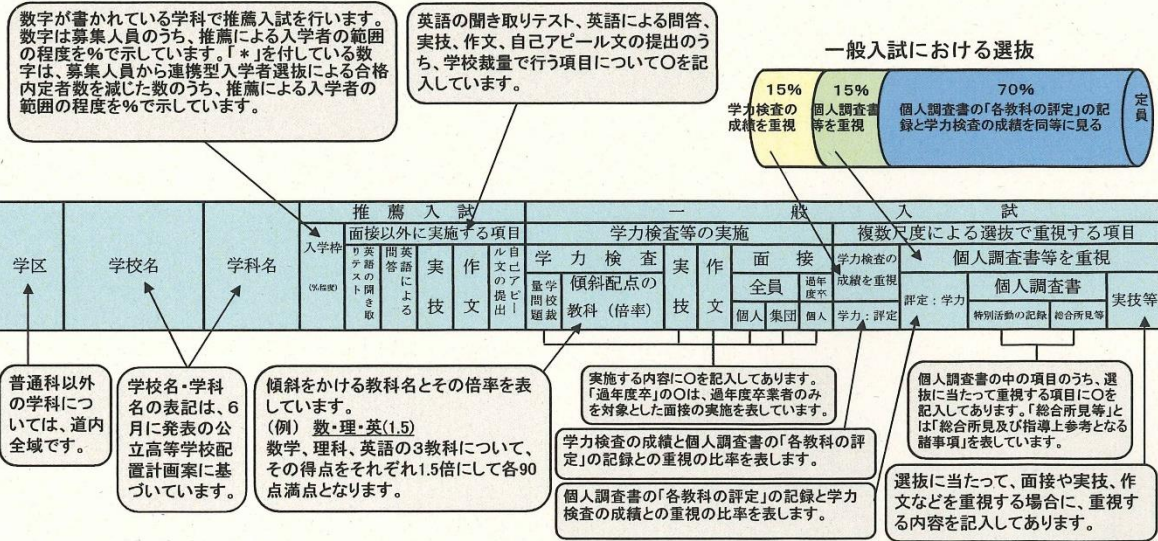 数字が書かれている学科で推薦入試を行います。
数字は募集人員のうち、推薦による入学者の範囲
の程度を%で示しています。「*」を付している数
字は、募集人員から連携型入学者選抜による合格
内定者数を減じた数のうち、推薦による入学者の
範囲の程度を%で示しています。
英語の聞き取りテスト、英語による問答、
実技、作文、自己アピール文の提出のう
ち、学校裁量で行う項目について〇を記
入しています。
一般入試における選抜
15%
学力検査の
成績を重視
15%
個人調査書
等を重視
70%
個人調査書の「各教科の評定」の記
録と学力検査の成績を同等に見る
定員
学区
学校名
学科名
推薦入試
入学枠
(%程度)
面接以外に実施する項目
英語の聞き取
りテスト
英語による
問答
実技
作文
自己アピー
ル文の提出
一般入試
学力検査等の実施
学力検査
学校裁
量問題
傾斜配点の
教科(倍率)
実技
作文
面接
全員
過年
度卒
個人
集団
個人
複数尺度による選抜で重視する項目
学力検査の
成績を重視
学力:評定
個人調査書等を重視
評定:学力
個人調査書
特別活動の記録
総合所見等
実技等
普通科以外
の学科につ
いては、道内
全域です。
学校名・学科
名の表記は、6
月に発表の公
立高等学校配
置計画案に基
づいています。
傾斜をかける教科名とその倍率を表
しています。
(例) 数・理・英(1.5)
数学、理科、英語の3教科について、
その得点をそれぞれ1.5倍にして各90
点満点となります。
実施する内容に〇を記入してあります。
「過年度卒」の〇は、過年度卒業者のみ
を対象とした面接の実施を表しています。
学力検査の成績と個人調査書の「各教科の評
定」の記録との重視の比率を表します。
個人調査書の「各教科の評定」の記録と学力
検査の成績との重視の比率を表します。
個人調査書の中の項目のうち、選
抜に当たって重視する項目に〇を
記入してあります。「総合所見等」と
は「総合所見及び指導上参考となる
諸事項」を表しています。
選抜に当たって、面接や実技、作
文などを重視する場合に、重視す
る内容を記入してあります。